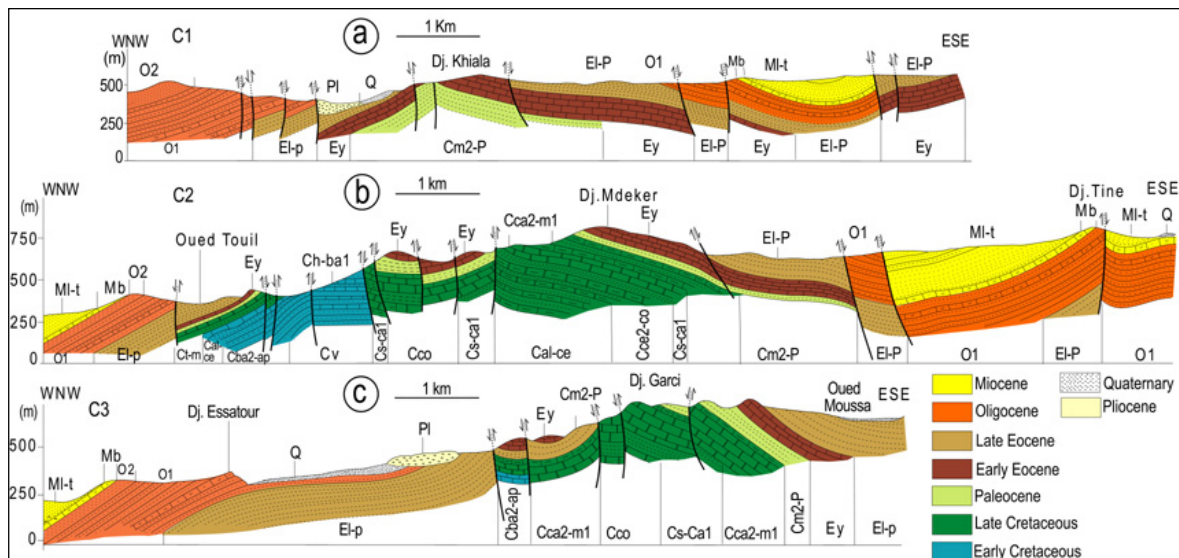 WNW C1 a 1 Km ESE
(m) O2 Pl Q Dj. Khiala El-P O1 Mb Ml-t El-P
500
250
0
O1 El-p Ey Cm2-P Ey El-P Ey El-P Ey
WNW C2 b 1 km Dj.Mdeker Dj.Tine ESE
(m) Oued Touil Ey Ey Cca2-m1 Ey Mb Ml-t Q
750
500
250
0
Ml-t Mb O2 Ey Ch-ba1 El-P O1 Ml-t
O1 El-p Ct-m Cal-ce Cba2-ap Cv Cs-ca1 Cco Cs-ca1 Cal-ce Cce2-co Cs-ca1 Cm2-P El-P O1 El-P O1
WNW C3 c 1 km Dj. Garci Oued Moussa ESE
(m) Dj. Essatour Cm2-P
500
250
0
Ml-t Mb O2 O1 Q Pl Ey
El-p Cba2-ap Cca2-m1 Cco Cs-Ca1 Cca2-m1 Cm2-P Ey El-p
Miocene
Oligocene
Late Eocene
Early Eocene
Paleocene
Late Cretaceous
Early Cretaceous
Quaternary
Pliocene